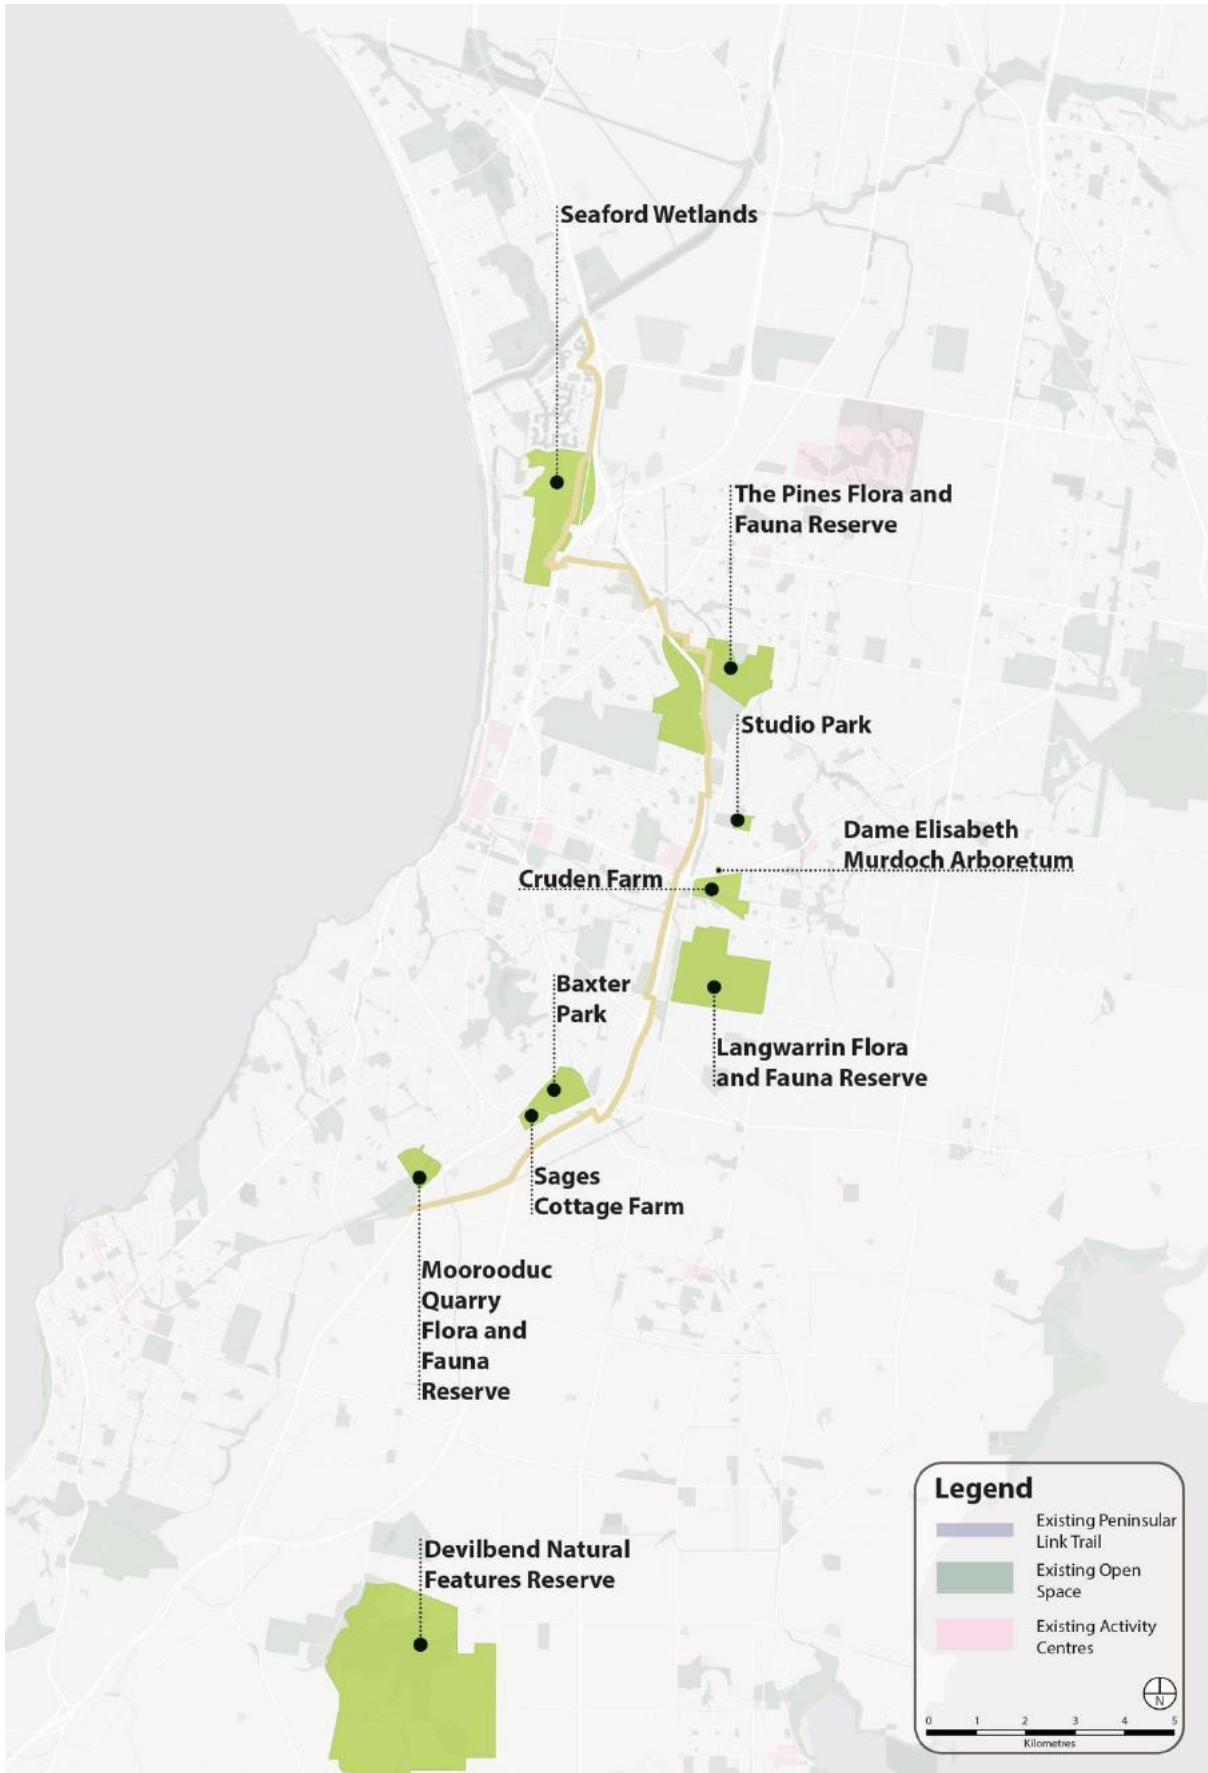 Seaford Wetlands
The Pines Flora and
Fauna Reserve
Studio Park
Dame Elisabeth
Murdoch Arboretum
Cruden Farm
Baxter
Park
Langwarrin Flora
and Fauna Reserve
Sages
Cottage Farm
Moorooduc
Quarry
Flora and
Fauna
Reserve
Devilbend Natural
Features Reserve
Legend
Existing Peninsular
Link Trail
Existing Open
Space
Existing Activity
Centres
N
0 1 2 3 4 5
Kilometres